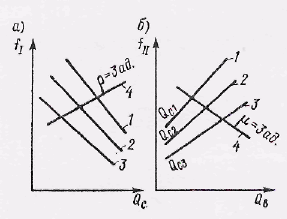 а)
f_I
ρ=зад.
4
1
2
3
Q_c
б)
f_II
1
2
3
Q_c1
Q_c2
Q_c3
μ=зад.
4
Q_в